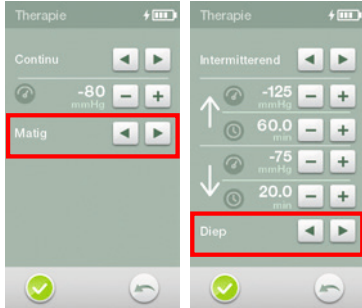 Therapie
Continu
-80
mmHg
Matig
Therapie
Intermitterend
-125
mmHg
60.0
min
-75
mmHg
20.0
min
Diep